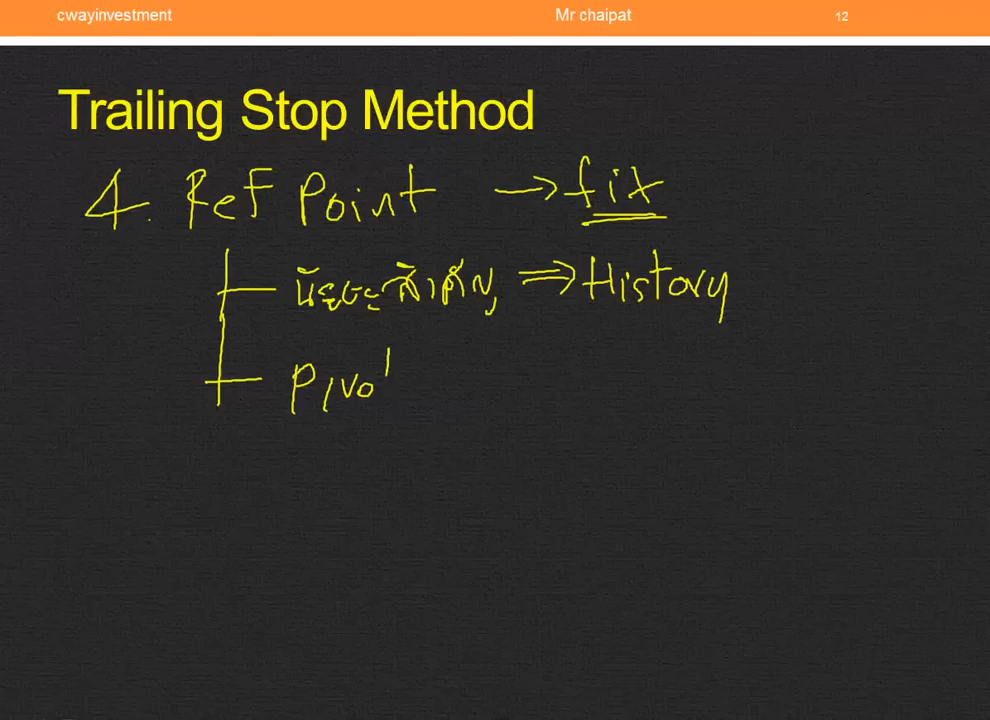 cwayinvestment Mr chaipat 12
Trailing Stop Method
4. Ref Point → fix
นัยยะสำคัญ ⇒ History
Pivo